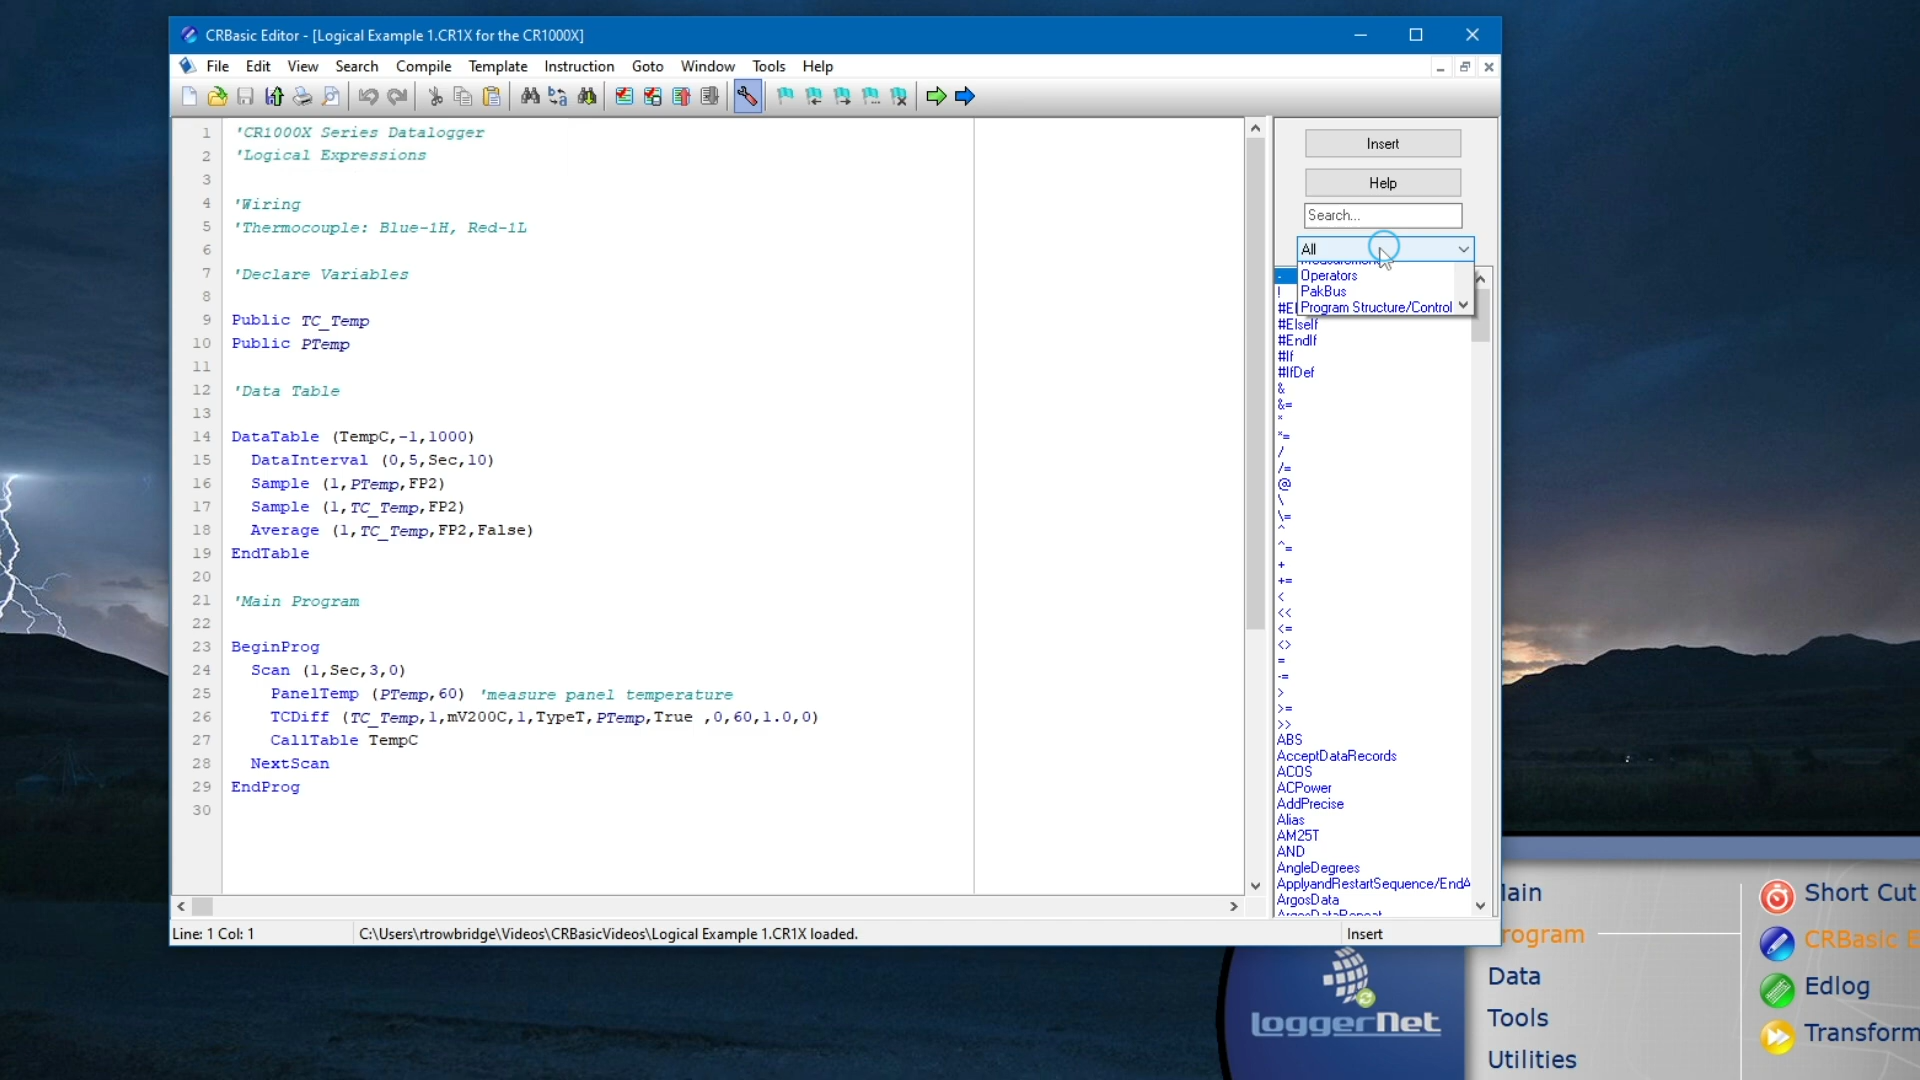 CRBasic Editor - [Logical Example 1.CR1X for the CR1000X]
File Edit View Search Compile Template Instruction Goto Window Tools Help
1 'CR1000X Series Datalogger
2 'Logical Expressions
3
4 'Wiring
5 'Thermocouple: Blue-1H, Red-1L
6
7 'Declare Variables
8
9 Public TC_Temp
10 Public PTemp
11
12 'Data Table
13
14 DataTable (TempC,-1,1000)
15 DataInterval (0,5,Sec,10)
16 Sample (1,PTemp,FP2)
17 Sample (1,TC_Temp,FP2)
18 Average (1,TC_Temp,FP2,False)
19 EndTable
20
21 'Main Program
22
23 BeginProg
24 Scan (1,Sec,3,0)
25 PanelTemp (PTemp,60) 'measure panel temperature
26 TCDiff (TC_Temp,1,mV200C,1,TypeT,PTemp,True ,0,60,1.0,0)
27 CallTable TempC
28 NextScan
29 EndProg
30
Insert
Help
Search...
All
Operators
PakBus
Program Structure/Control
-
!
#El
#ElseIf
#EndIf
#If
#IfDef
&
&=
*
*=
/
/=
@
\
\=
^
^=
+
+=
<
<<
<=
<>
=
-=
>
>=
>>
ABS
AcceptDataRecords
ACOS
ACPower
AddPrecise
Alias
AM25T
AND
AngleDegrees
ApplyandRestartSequence/EndA
ArgosData
ArgosDataRepeat
Line: 1 Col: 1
C:\Users\rtrowbridge\Videos\CRBasicVideos\Logical Example 1.CR1X loaded.
Insert
LoggerNet
ain
rogram
Data
Tools
Utilities
Short Cut
CRBasic E
Edlog
Transform